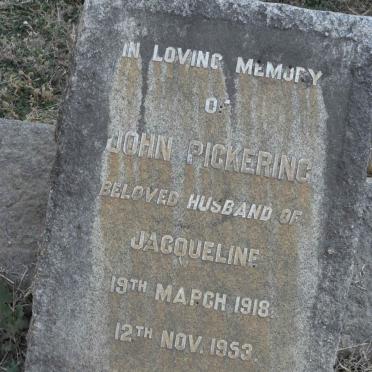 IN LOVING MEMORY
OF
JOHN PICKERING
BELOVED HUSBAND OF
JACQUELINE
19TH MARCH 1918.
12TH NOV. 1953.